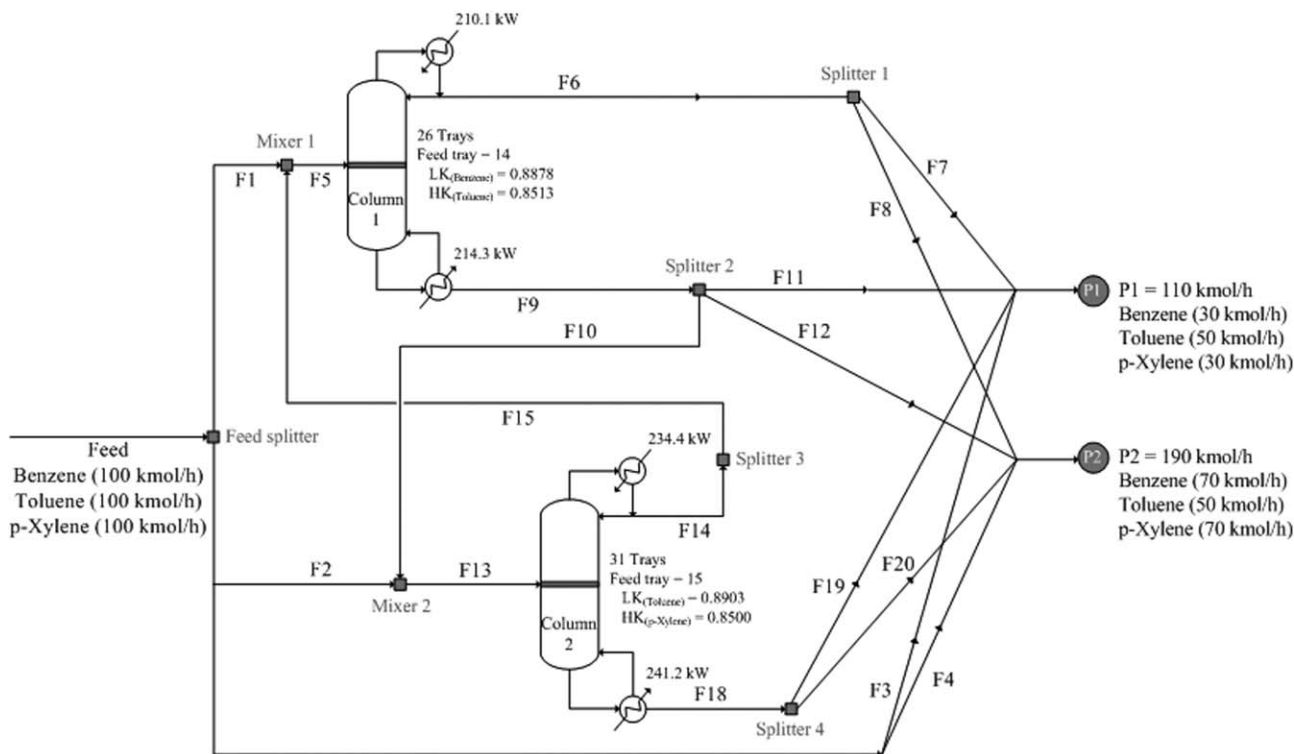 210.1 kW
F6
Splitter 1
Mixer 1
26 Trays
Feed tray – 14
LK(Benzene) = 0.8878
HK(Toluene) = 0.8513
F1
F5
F7
Column
1
F8
214.3 kW
Splitter 2
F9
F11
P1
P1 = 110 kmol/h
Benzene (30 kmol/h)
Toluene (50 kmol/h)
p-Xylene (30 kmol/h)
F10
F12
F15
Feed splitter
234.4 kW
Splitter 3
Feed
Benzene (100 kmol/h)
Toluene (100 kmol/h)
p-Xylene (100 kmol/h)
P2
P2 = 190 kmol/h
Benzene (70 kmol/h)
Toluene (50 kmol/h)
p-Xylene (70 kmol/h)
F14
F2
F13
Mixer 2
31 Trays
Feed tray – 15
LK(Toluene) – 0.8903
HK(p-Xylene) = 0.8500
Column
2
F19
F20
241.2 kW
F18
Splitter 4
F3
F4